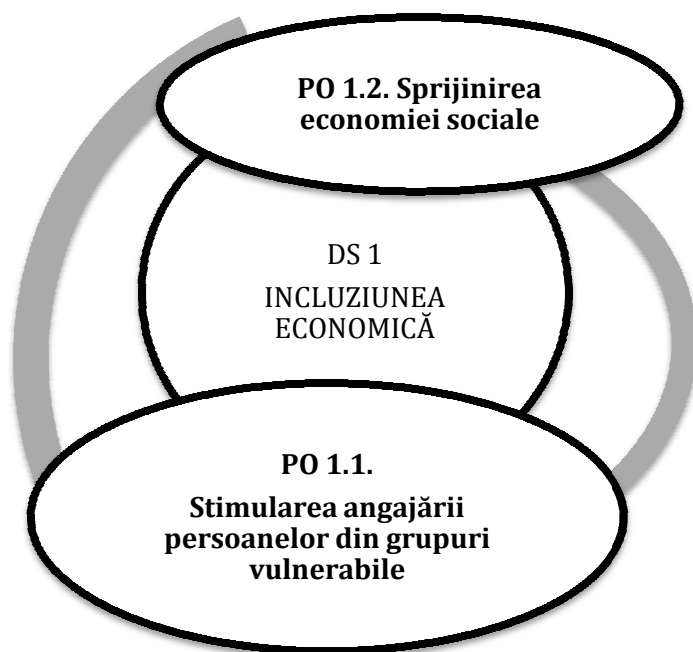 PO 1.2. Sprijinirea
economiei sociale
DS 1
INCLUZIUNEA
ECONOMICĂ
PO 1.1.
Stimularea angajării
persoanelor din grupuri
vulnerabile